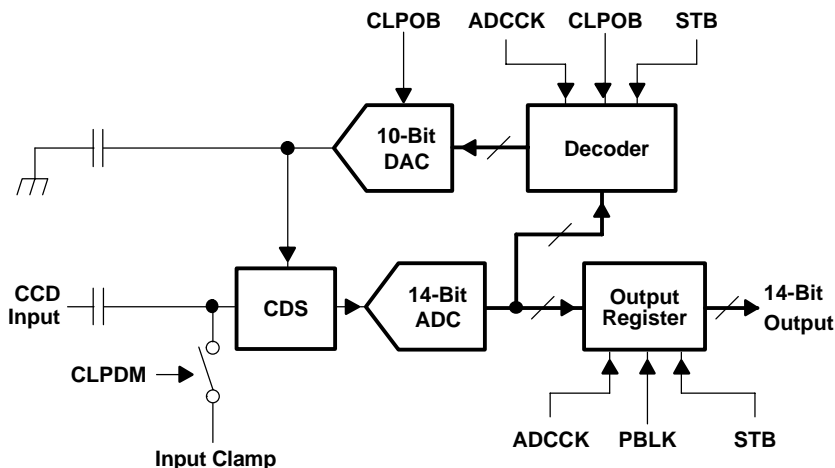 CLPOB
ADCCK
CLPOB
STB
10-Bit
DAC
Decoder
CCD
Input
CDS
14-Bit
ADC
Output
Register
14-Bit
Output
CLPDM
ADCCK
PBLK
STB
Input Clamp